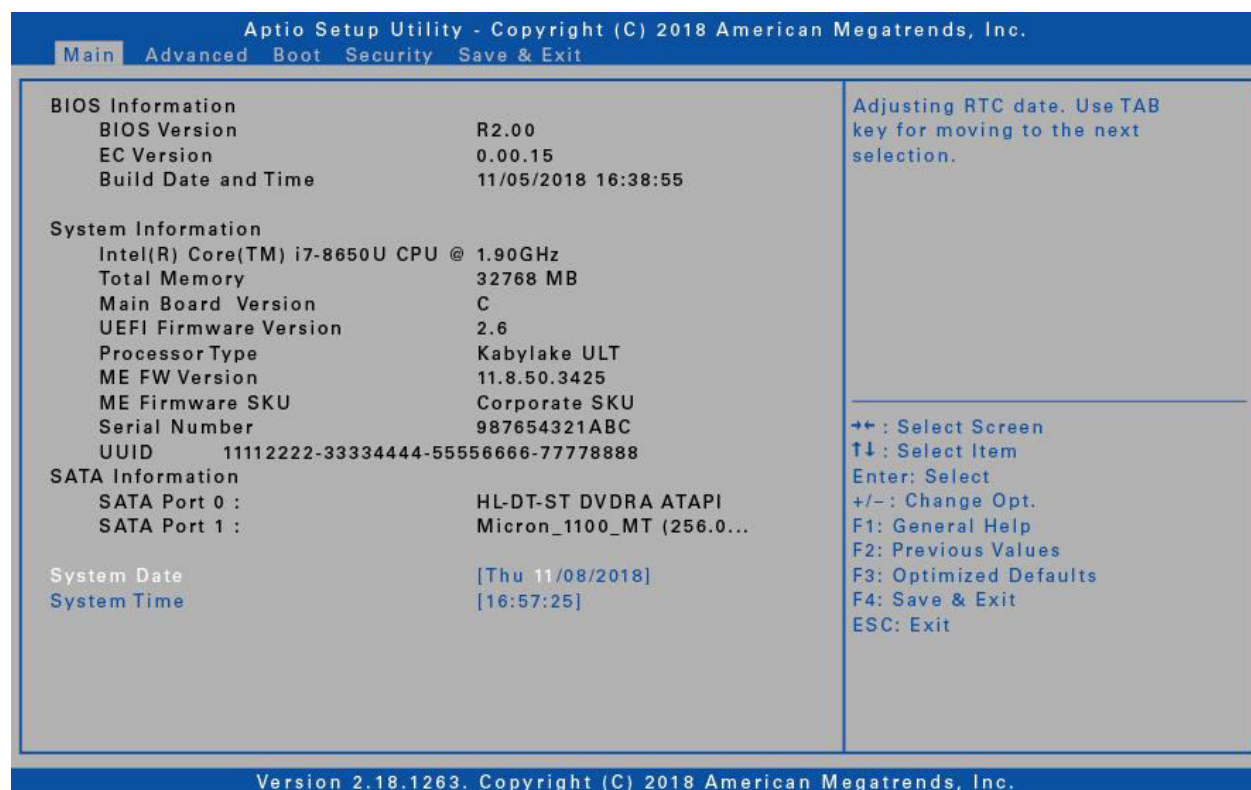 Aptio Setup Utility - Copyright (C) 2018 American Megatrends, Inc.
Main Advanced Boot Security Save & Exit
BIOS Information
BIOS Version R2.00
EC Version 0.00.15
Build Date and Time 11/05/2018 16:38:55
System Information
Intel(R) Core(TM) i7-8650U CPU @ 1.90GHz
Total Memory 32768 MB
Main Board Version C
UEFI Firmware Version 2.6
Processor Type Kabylake ULT
ME FW Version 11.8.50.3425
ME Firmware SKU Corporate SKU
Serial Number 987654321ABC
UUID 11112222-33334444-55556666-77778888
SATA Information
SATA Port 0 : HL-DT-ST DVDRA ATAPI
SATA Port 1 : Micron_1100_MT (256.0...
System Date [Thu 11/08/2018]
System Time [16:57:25]
Adjusting RTC date. Use TAB
key for moving to the next
selection.
→← : Select Screen
↑↓ : Select Item
Enter: Select
+/– : Change Opt.
F1: General Help
F2: Previous Values
F3: Optimized Defaults
F4: Save & Exit
ESC: Exit
Version 2.18.1263. Copyright (C) 2018 American Megatrends, Inc.